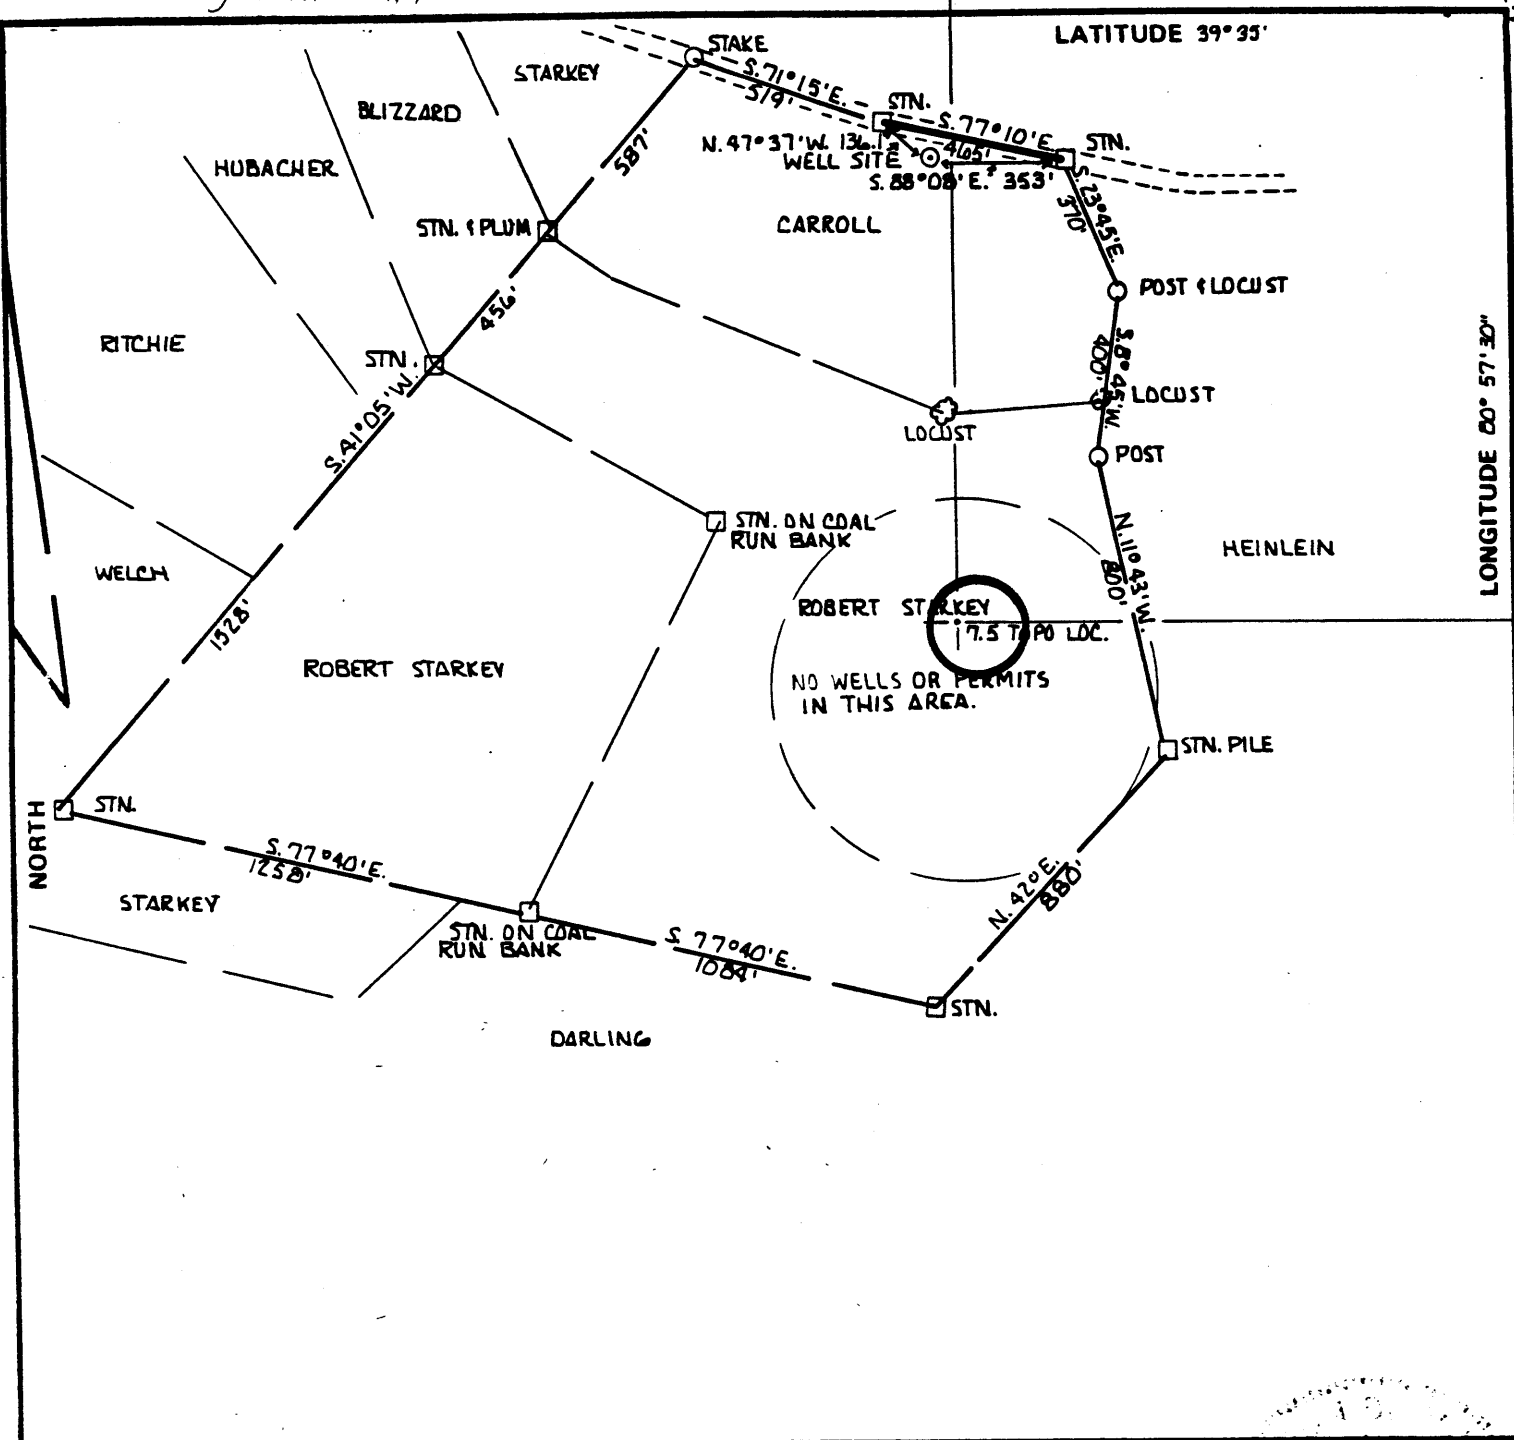 LATITUDE 39°35'
STAKE
STARKEY
S.71°15'E.
519'
BLIZZARD
STN.
S.77°10'E.
465'
STN.
N.47°37'W. 136.1'
WELL SITE
S.88°08'E. 353'
HUBACHER
587'
S.23°45'E.
370'
STN. & PLUM
CARROLL
POST & LOCUST
456'
RITCHIE
STN.
S.8°45'W.
400'
LOCUST
LOCUST
POST
LONGITUDE 80° 57' 30"
S.41°05'W.
STN. ON COAL
RUN BANK
N.11°43'W.
800'
HEINLEIN
WELCH
1528'
ROBERT STARKEY
7.5 TOPO LOC.
ROBERT STARKEY
NO WELLS OR PERMITS
IN THIS AREA.
STN. PILE
NORTH
STN.
S.77°40'E.
1258'
N.42°E.
880'
STARKEY
STN. ON COAL
RUN BANK
S.77°40'E.
1084'
STN.
DARLING